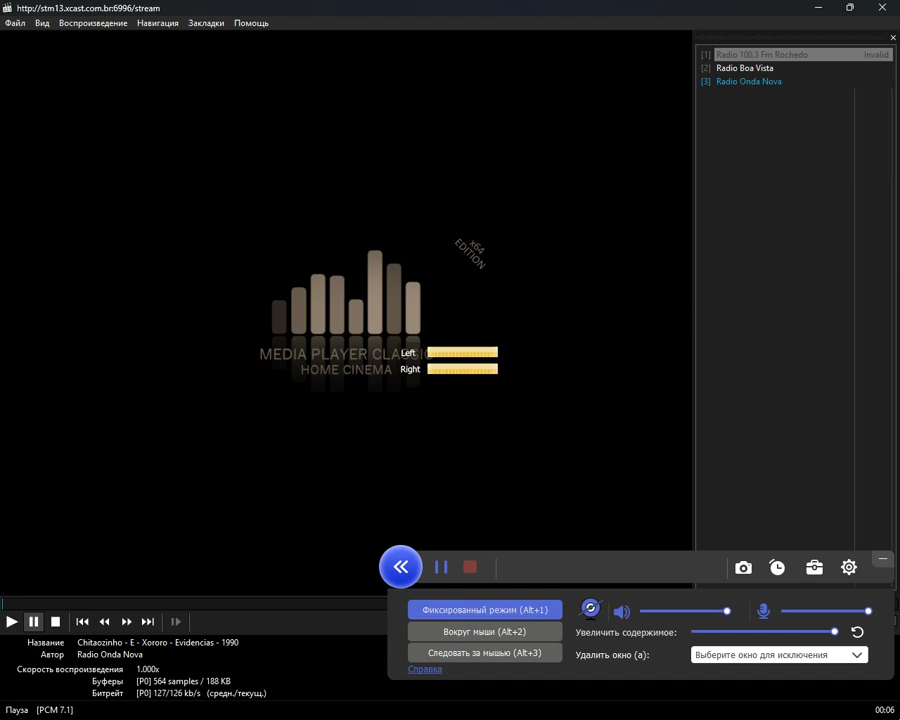 http://stm13.xcast.com.br:6996/stream
Файл Вид Воспроизведение Навигация Закладки Помощь
[1] Radio 100.3 Fm Rochedo Invalid
[2] Radio Boa Vista
[3] Radio Onda Nova
x64
EDITION
MEDIA PLAYER CLASSIC
HOME CINEMA
Left
Right
Фиксированный режим (Alt+1)
Вокруг мыши (Alt+2)
Следовать за мышью (Alt+3)
Справка
Увеличить содержимое:
Удалить окно (а): Выберите окно для исключения
Название Chitaozinho - E - Xororo - Evidencias - 1990
Автор Radio Onda Nova
Скорость воспроизведения 1.000x
Буферы [P0] 564 samples / 188 KB
Битрейт [P0] 127/126 kb/s (средн./текущ.)
Пауза [PCM 7.1] 00:06